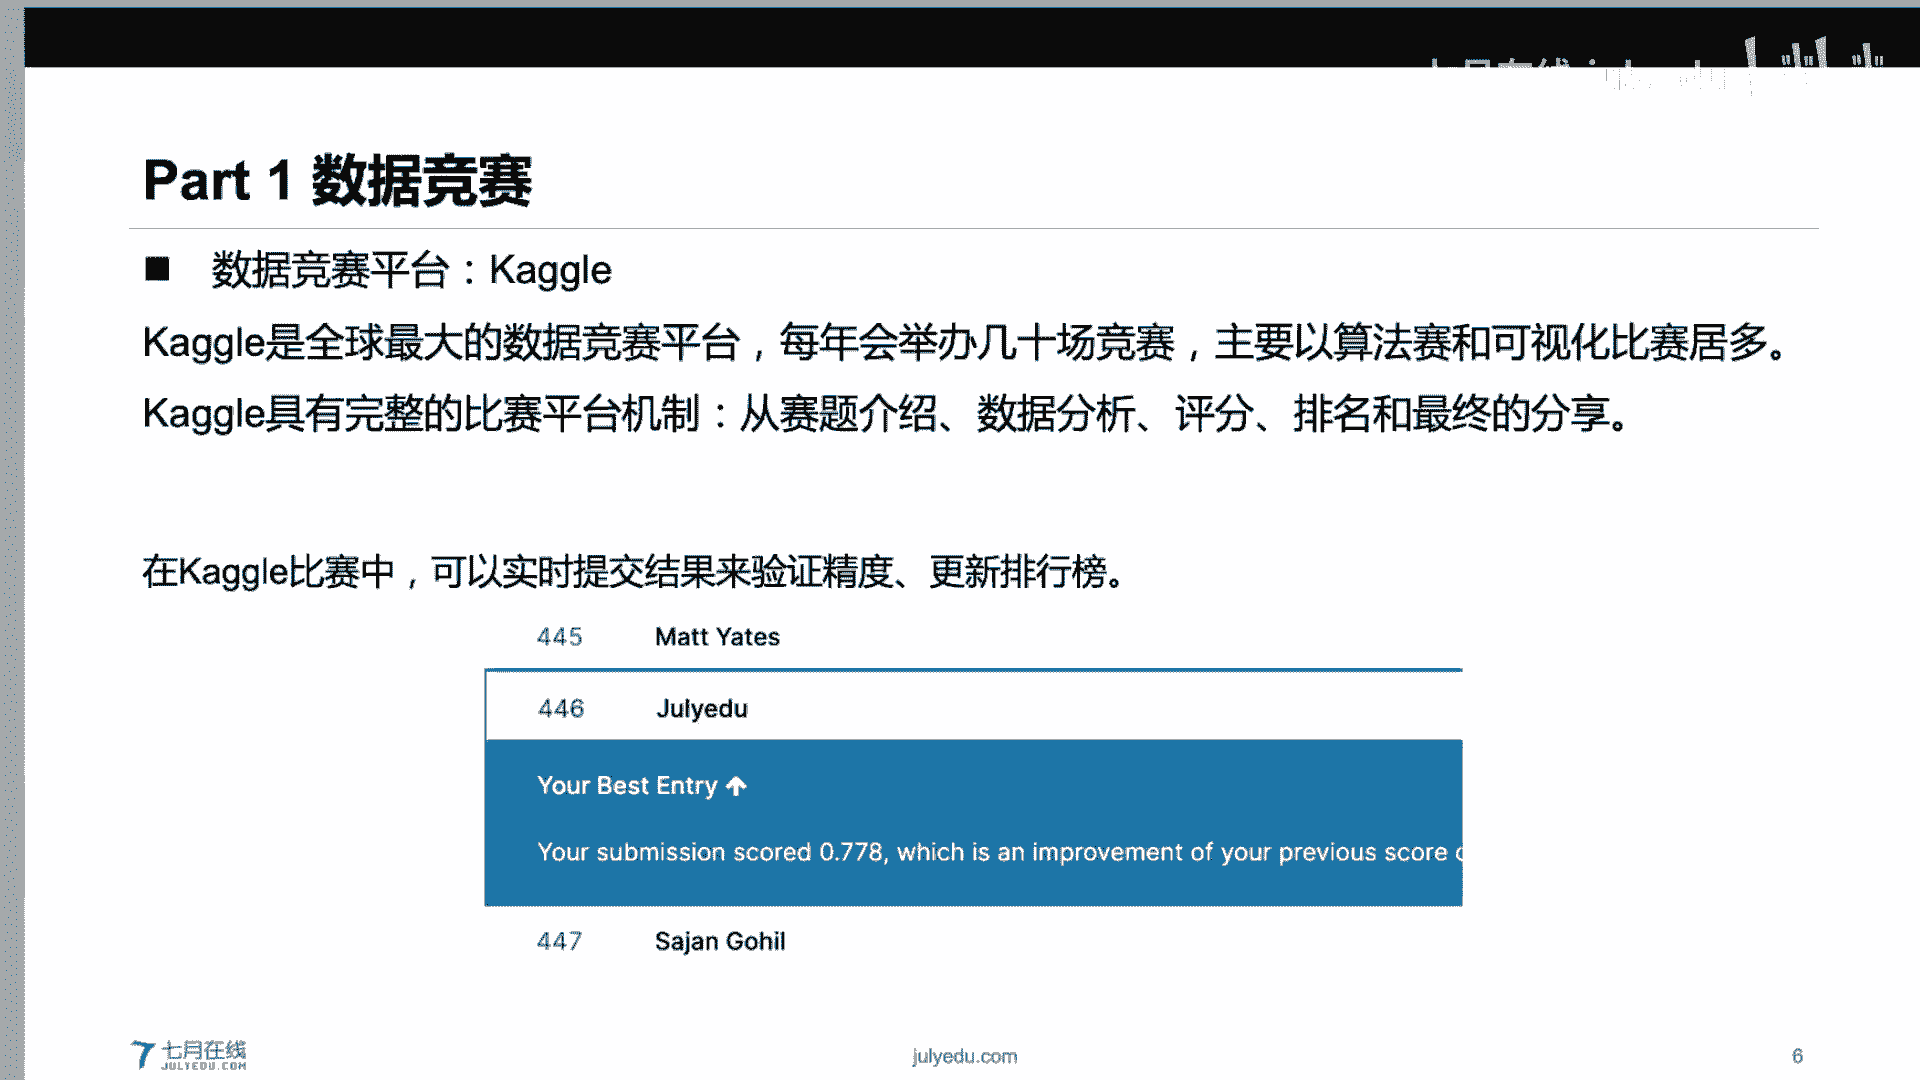 Part 1 数据竞赛
■ 数据竞赛平台：Kaggle
Kaggle是全球最大的数据竞赛平台，每年会举办几十场竞赛，主要以算法赛和可视化比赛居多。
Kaggle具有完整的比赛平台机制：从赛题介绍、数据分析、评分、排名和最终的分享。
在Kaggle比赛中，可以实时提交结果来验证精度、更新排行榜。
445 Matt Yates
446 Julyedu
Your Best Entry ↑
Your submission scored 0.778, which is an improvement of your previous score
447 Sajan Gohil
七月在线
JULYEDU.COM
julyedu.com
6